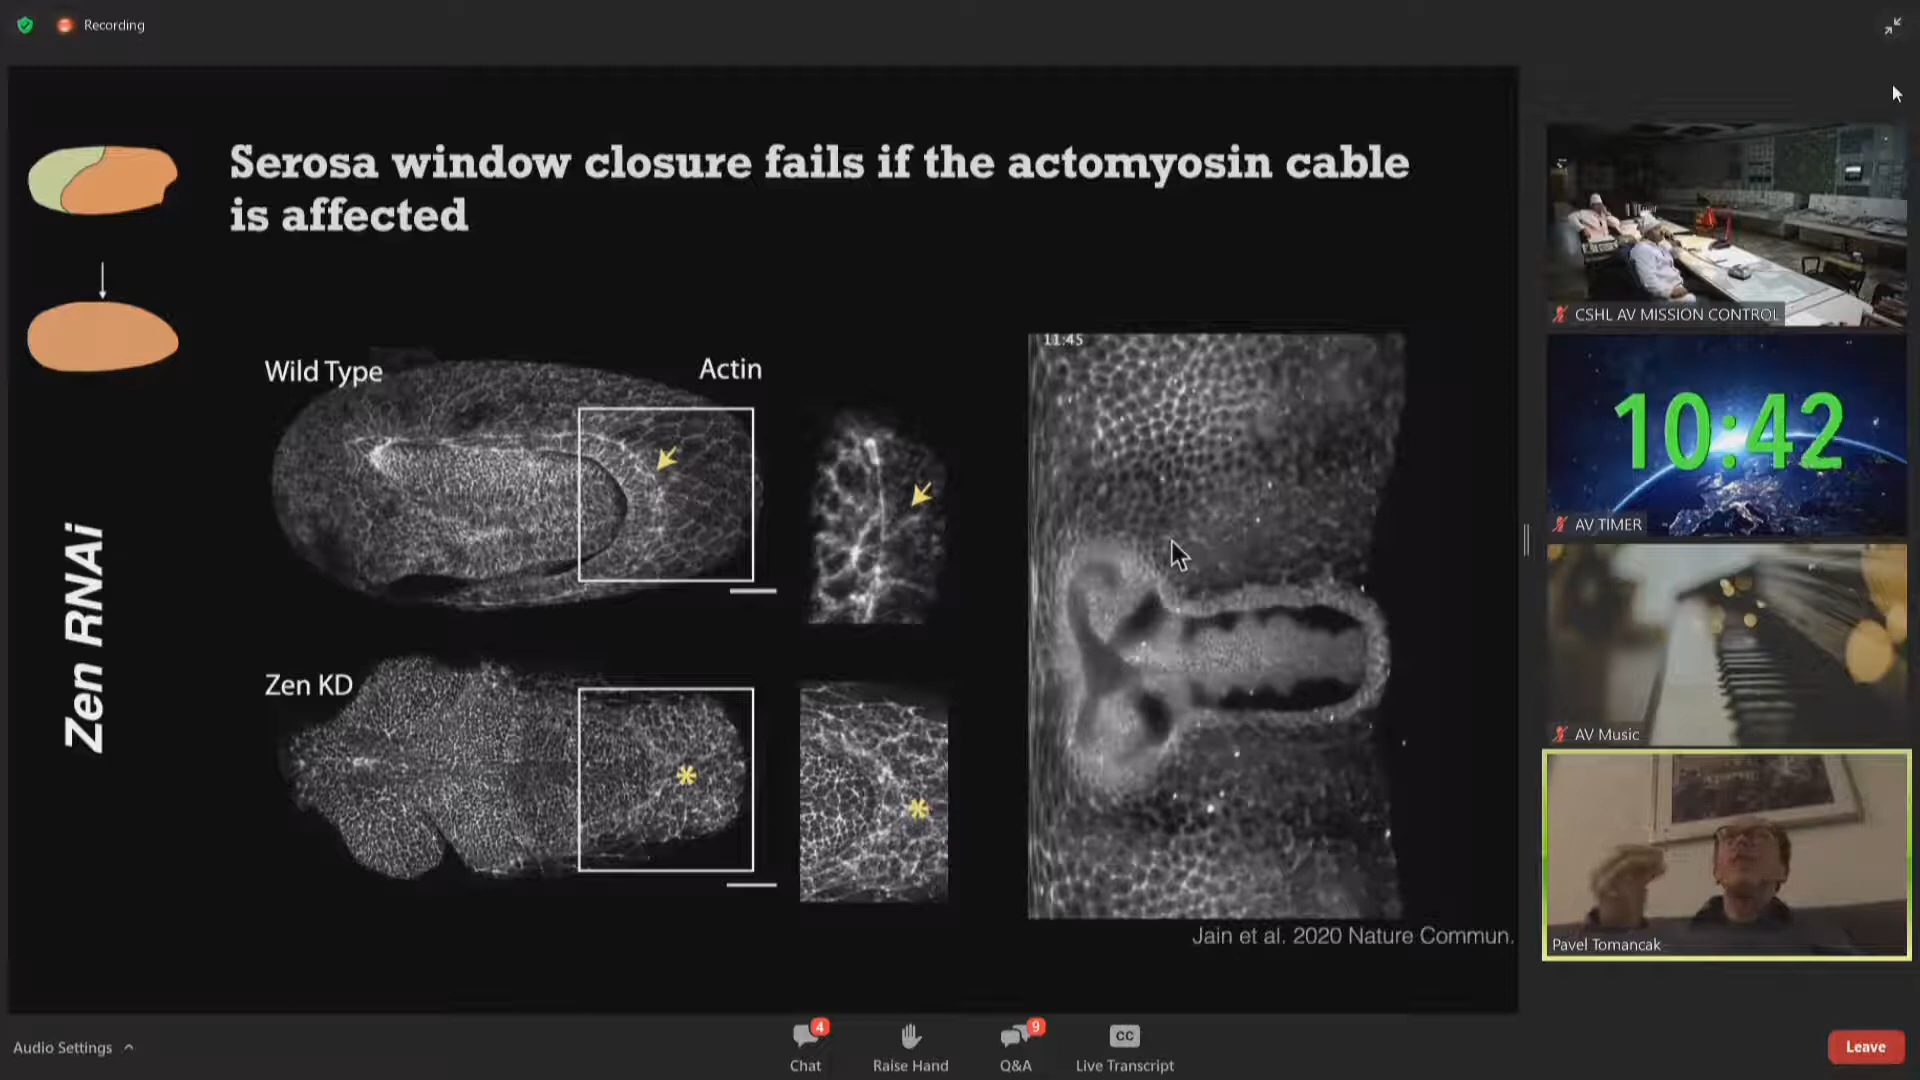 Recording
Serosa window closure fails if the actomyosin cable
is affected
Wild Type
Actin
11:45
Zen RNAi
Zen KD
*
*
Jain et al. 2020 Nature Commun.
CSHL AV MISSION CONTROL
10:42
AV TIMER
AV Music
Pavel Tomancak
Audio Settings
4
Chat
Raise Hand
9
Q&A
CC
Live Transcript
Leave